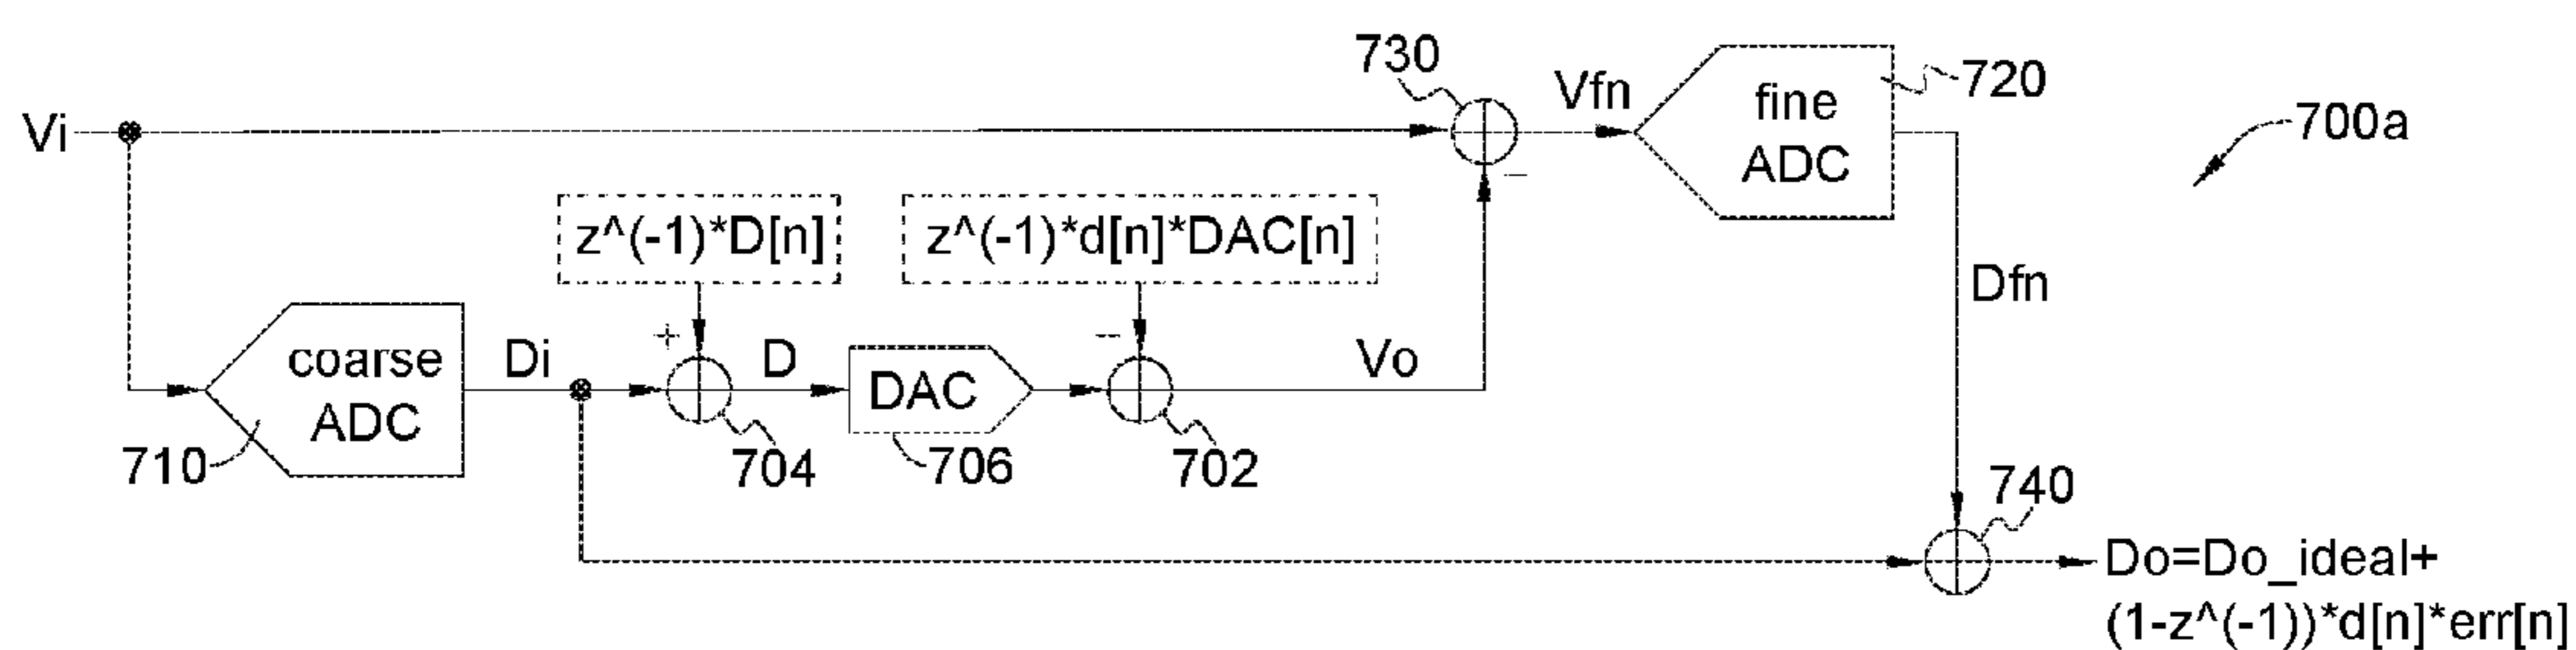 730
Vfn
fine
ADC
720
700a
Vi
z^(-1)*D[n]
z^(-1)*d[n]*DAC[n]
Dfn
coarse
ADC
710
Di
+
D
DAC
−
Vo
−
704
706
702
740
Do=Do_ideal+
(1-z^(-1))*d[n]*err[n]